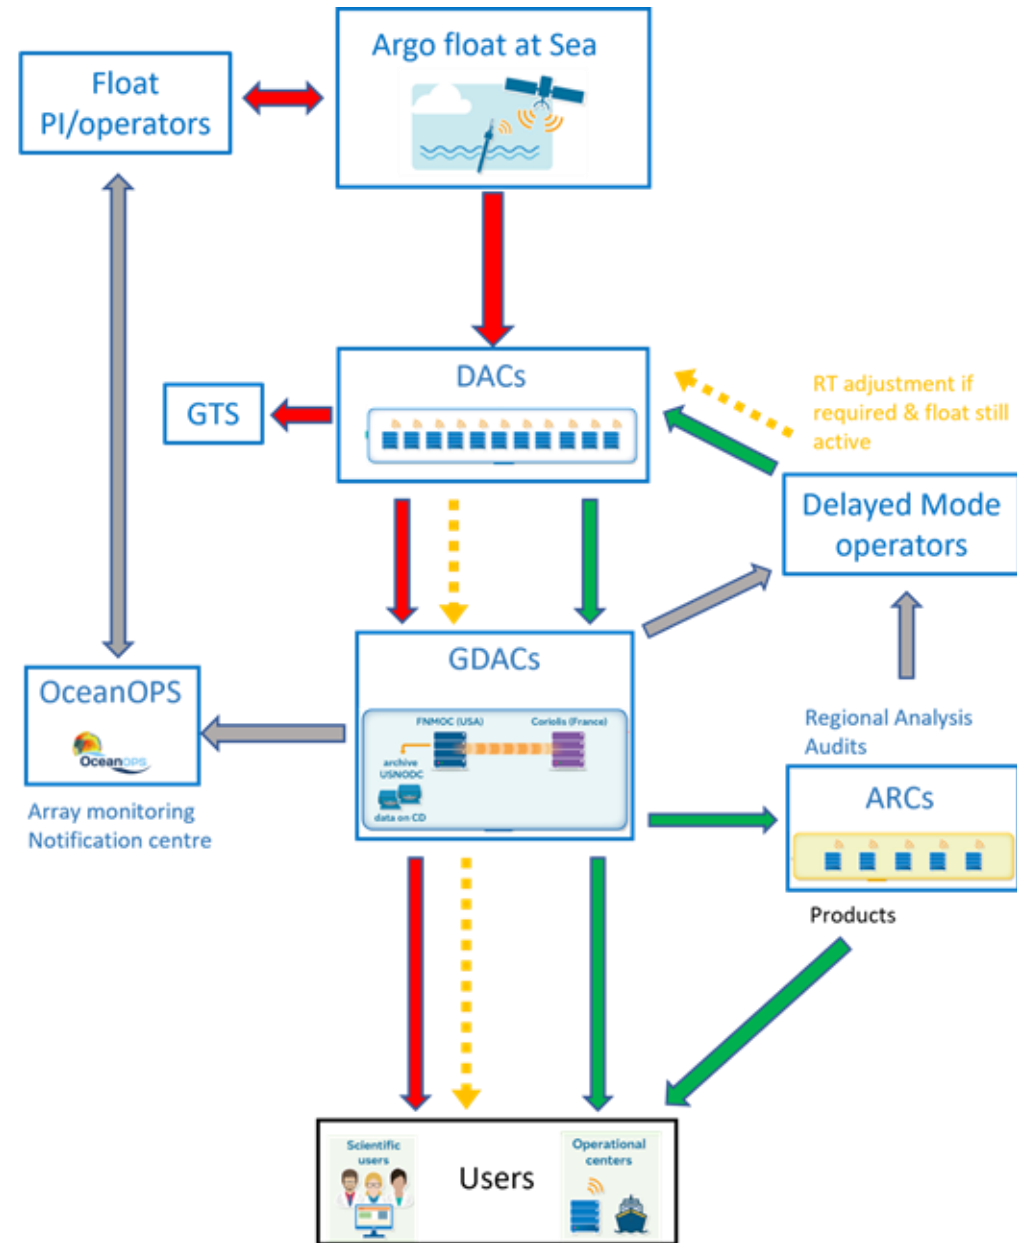 Argo float at Sea
Float
PI/operators
DACs
GTS
RT adjustment if
required & float still
active
Delayed Mode
operators
GDACs
FNMOC (USA)
Coriolis (France)
archive
USNODC
data on CD
OceanOPS
OceanOPS
Array monitoring
Notification centre
Regional Analysis
Audits
ARCs
Products
Scientific
users
Users
Operational
centers